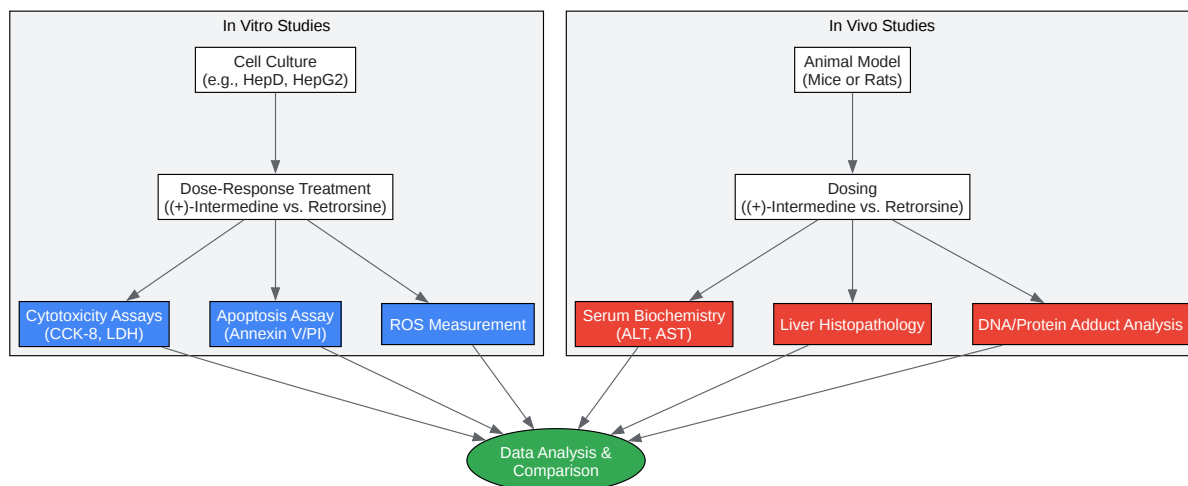 In Vitro Studies
Cell Culture
(e.g., HepD, HepG2)
Dose-Response Treatment
((+)-Intermedine vs. Retrorsine)
Cytotoxicity Assays
(CCK-8, LDH)
Apoptosis Assay
(Annexin V/PI)
ROS Measurement
In Vivo Studies
Animal Model
(Mice or Rats)
Dosing
((+)-Intermedine vs. Retrorsine)
Serum Biochemistry
(ALT, AST)
Liver Histopathology
DNA/Protein Adduct Analysis
Data Analysis &
Comparison